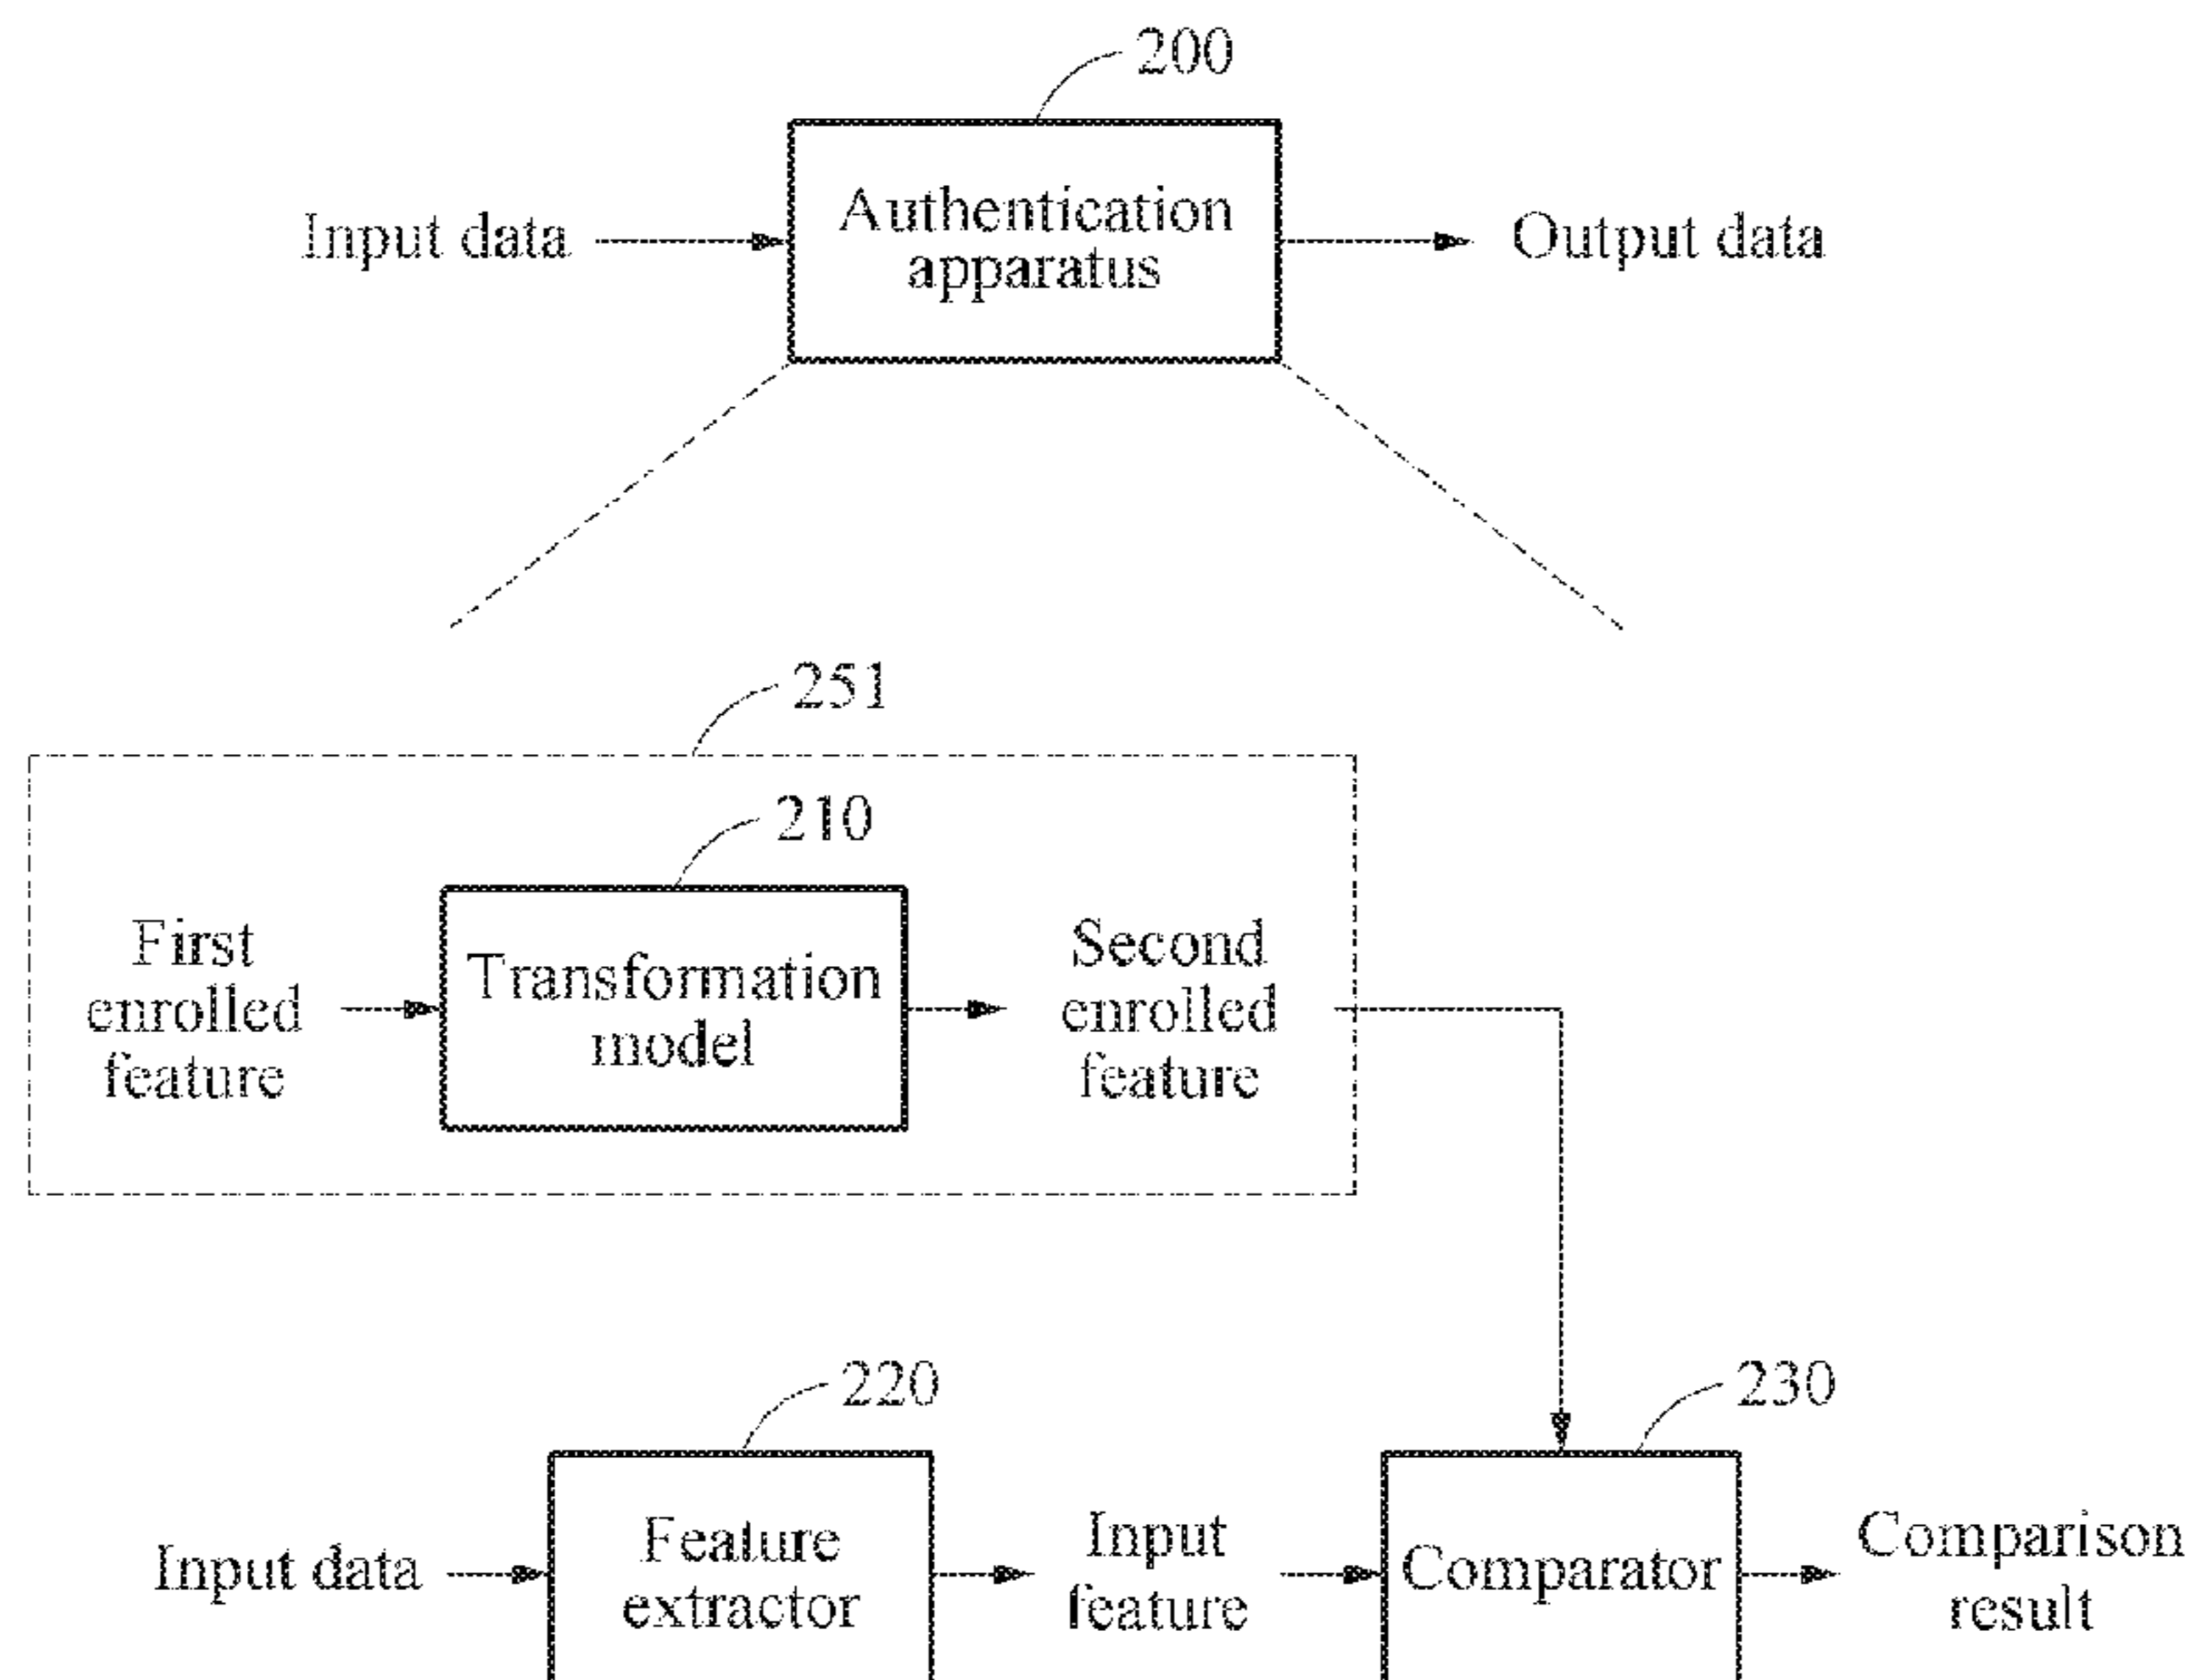 200
Input data
Authentication
apparatus
Output data
251
210
First
enrolled
feature
Transformation
model
Second
enrolled
feature
220
230
Input data
Feature
extractor
Input
feature
Comparator
Comparison
result